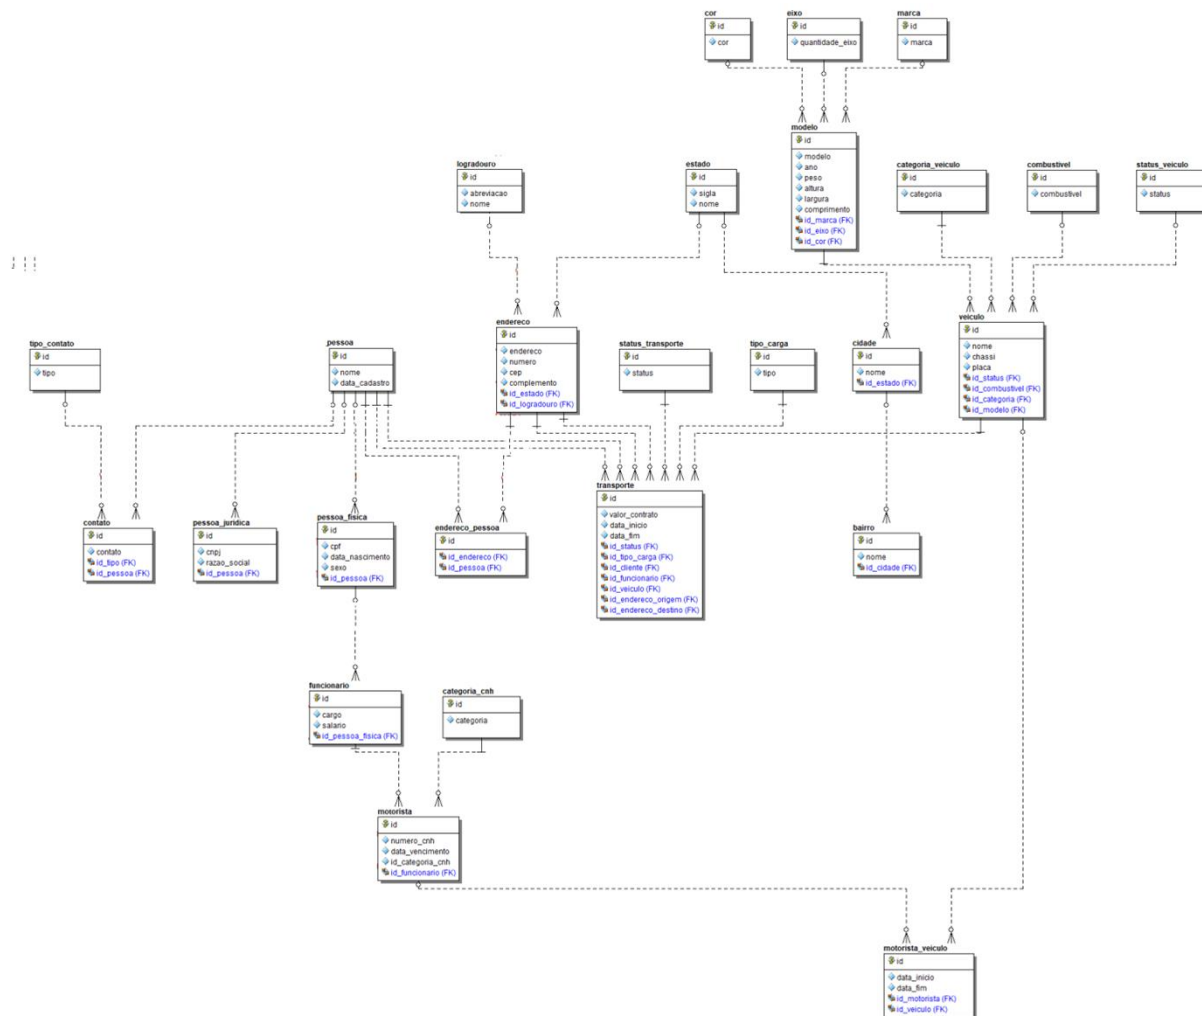 cor
id
cor
eixo
id
quantidade_eixo
marca
id
marca
modelo
id
modelo
ano
peso
altura
largura
comprimento
id_marca (FK)
id_eixo (FK)
id_cor (FK)
logradouro
id
abreviacao
nome
estado
id
sigla
nome
categoria_veiculo
id
categoria
combustivel
id
combustivel
status_veiculo
id
status
tipo_contato
id
tipo
pessoa
id
nome
data_cadastro
endereco
id
endereco
numero
cep
complemento
id_estado (FK)
id_logradouro (FK)
status_transporte
id
status
tipo_carga
id
tipo
cidade
id
nome
id_estado (FK)
veiculo
id
nome
chassi
placa
id_status (FK)
id_combustivel (FK)
id_categoria (FK)
id_modelo (FK)
contato
id
contato
id_tipo (FK)
id_pessoa (FK)
pessoa_juridica
id
cnpj
razao_social
id_pessoa (FK)
pessoa_fisica
id
cpf
data_nascimento
sexo
id_pessoa (FK)
endereco_pessoa
id
id_endereco (FK)
id_pessoa (FK)
transporte
id
valor_contrato
data_inicio
data_fim
id_status (FK)
id_tipo_carga (FK)
id_cliente (FK)
id_funcionario (FK)
id_veiculo (FK)
id_endereco_origem (FK)
id_endereco_destino (FK)
bairro
id
nome
id_cidade (FK)
funcionario
id
cargo
salario
id_pessoa_fisica (FK)
categoria_cnh
id
categoria
motorista
id
numero_cnh
data_vencimento
id_categoria_cnh
id_funcionario (FK)
motorista_veiculo
id
data_inicio
data_fim
id_motorista (FK)
id_veiculo (FK)